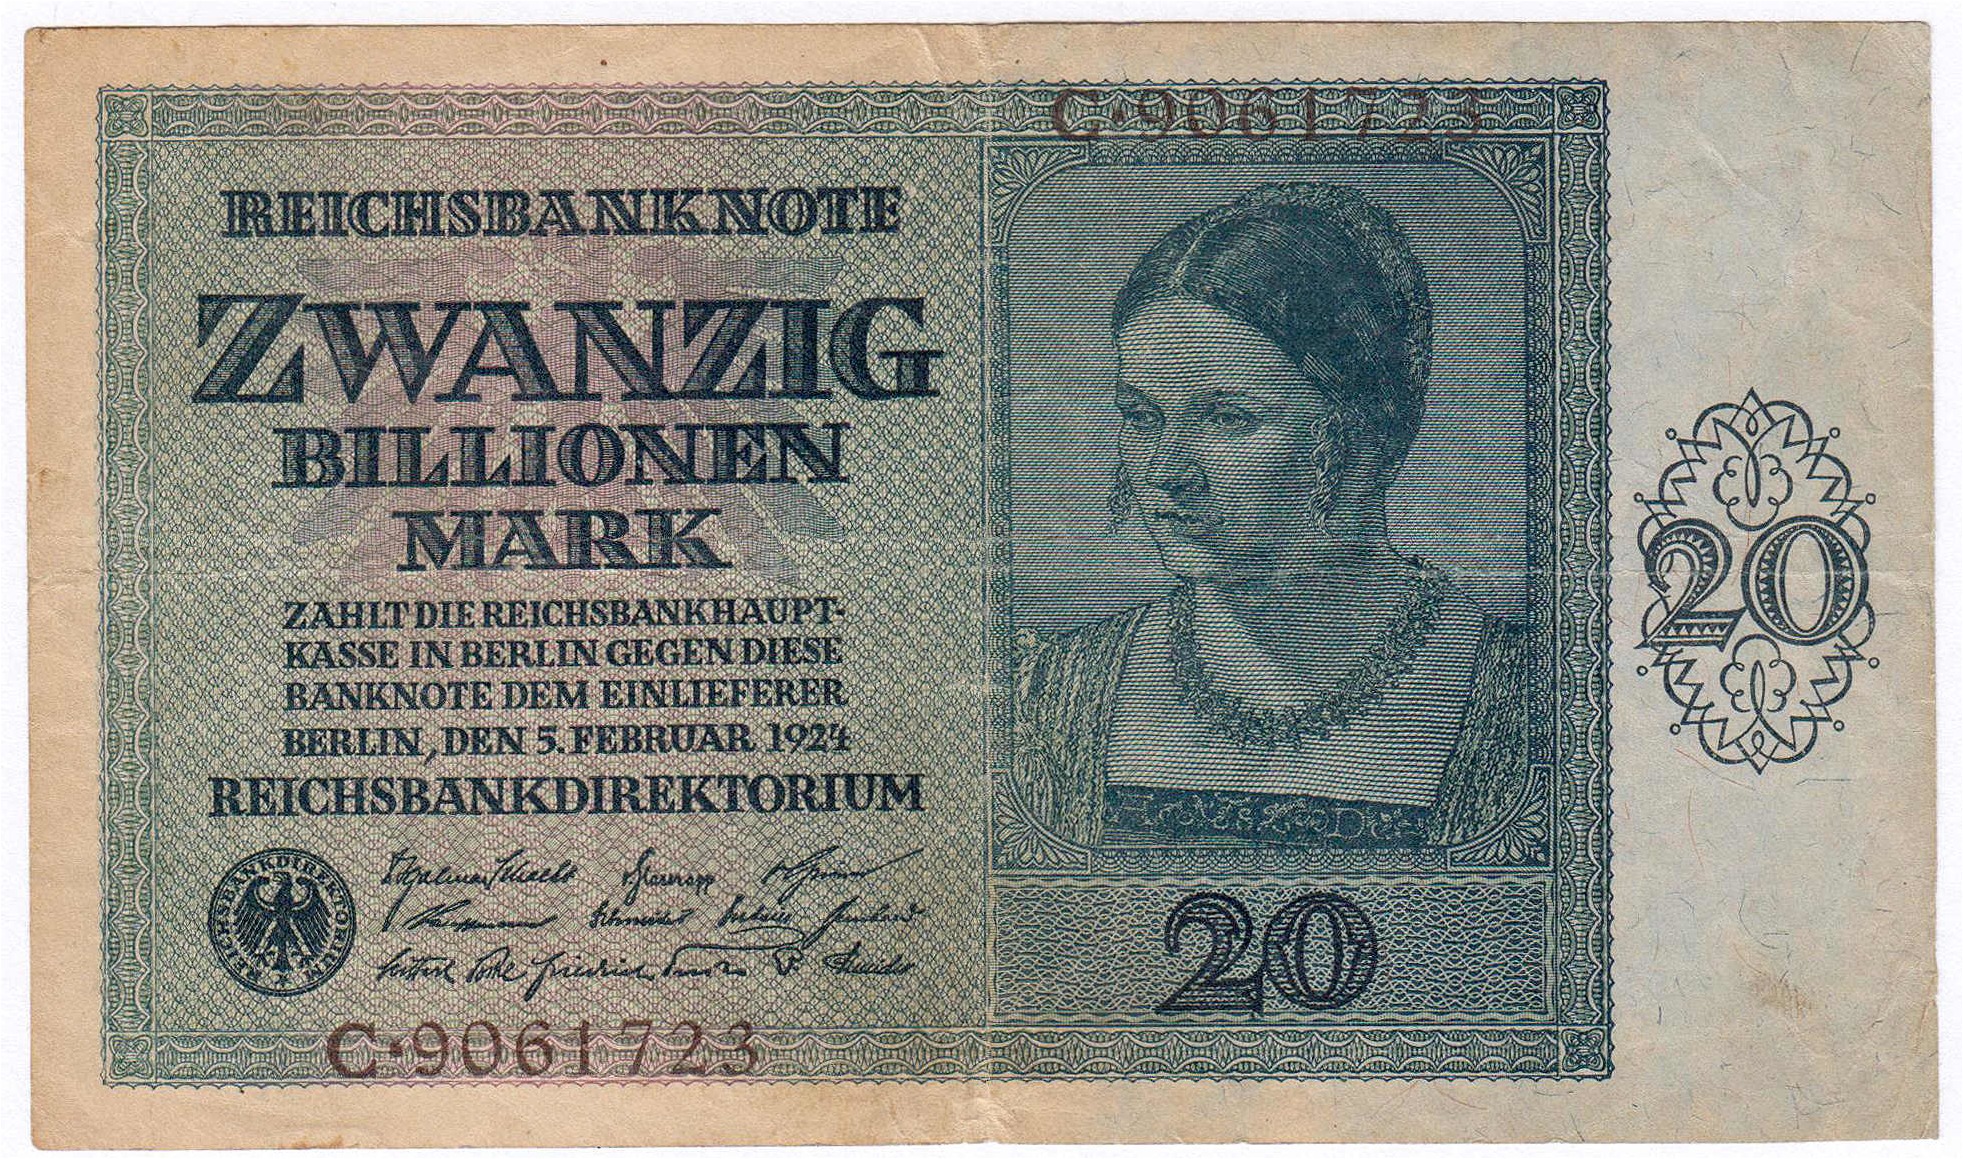 C·9061723
REICHSBANKNOTE
ZWANZIG
BILLIONEN
MARK
ZAHLT DIE REICHSBANKHAUPT-
KASSE IN BERLIN GEGEN DIESE
BANKNOTE DEM EINLIEFERER
BERLIN, DEN 5. FEBRUAR 1924
REICHSBANKDIREKTORIUM
REICHSBANKDIREKTORIUM
C·9061723
20
20